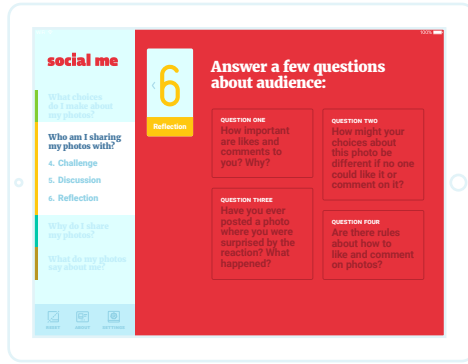 100%
social me
What choices
do I make about
my photos?
Who am I sharing
my photos with?
4. Challenge
5. Discussion
6. Reflection
Why do I share
my photos?
What do my photos
say about me?
ABOUT
SETTINGS
6
Reflection
Answer a few questions
about audience:
QUESTION ONE
How important
are likes and
comments to
you? Why?
QUESTION TWO
How might your
choices about
this photo be
different if no one
could like it or
comment on it?
QUESTION THREE
Have you ever
posted a photo
where you were
surprised by the
reaction? What
happened?
QUESTION FOUR
Are there rules
about how to
like and comment
on photos?